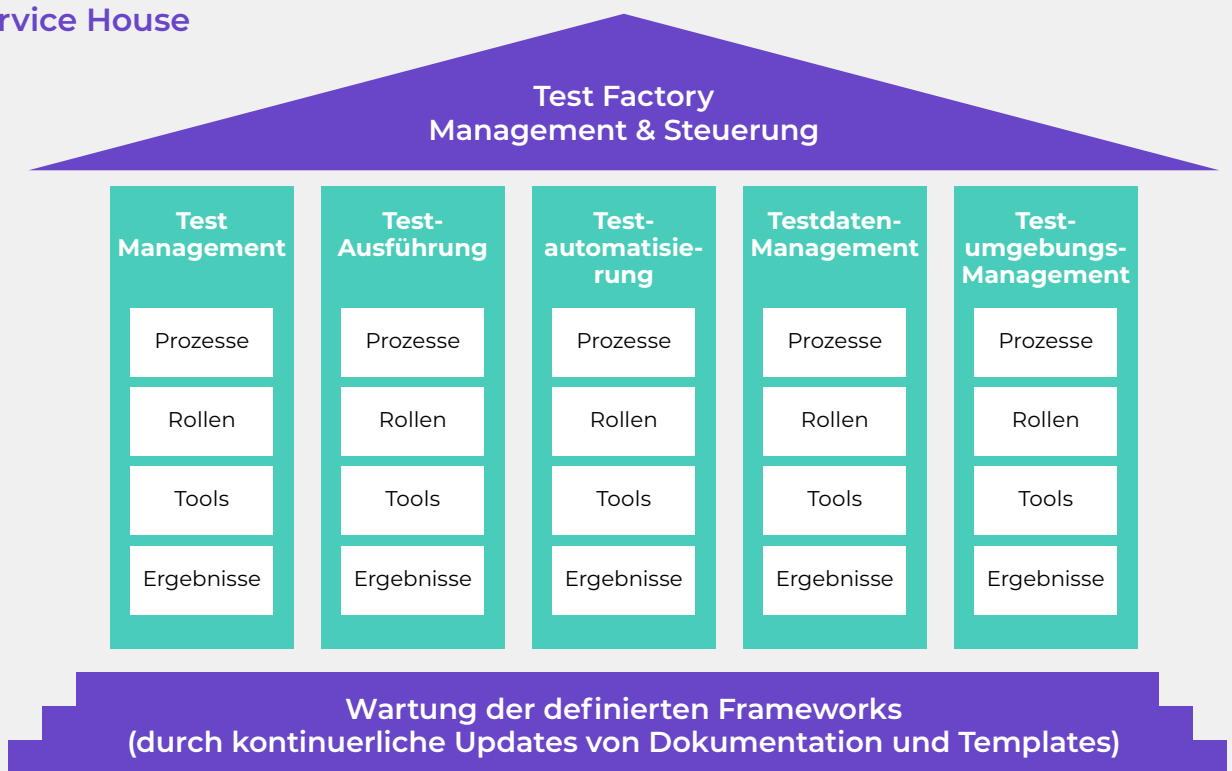 rvice House
Test Factory
Management & Steuerung
Test
Management
Prozesse
Rollen
Tools
Ergebnisse
Test-
Ausführung
Prozesse
Rollen
Tools
Ergebnisse
Test-
automatisie-
rung
Prozesse
Rollen
Tools
Ergebnisse
Testdaten-
Management
Prozesse
Rollen
Tools
Ergebnisse
Test-
umgebungs-
Management
Prozesse
Rollen
Tools
Ergebnisse
Wartung der definierten Frameworks
(durch kontinuerliche Updates von Dokumentation und Templates)